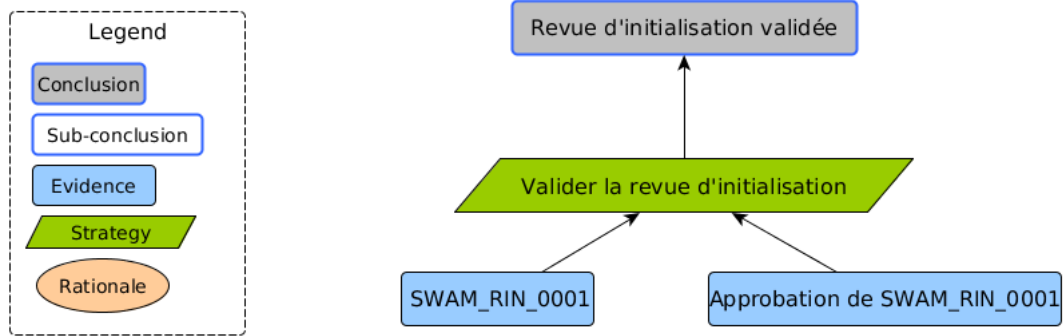 Legend
Conclusion
Sub-conclusion
Evidence
Strategy
Rationale
Revue d'initialisation validée
Valider la revue d'initialisation
SWAM_RIN_0001
Approbation de SWAM_RIN_0001